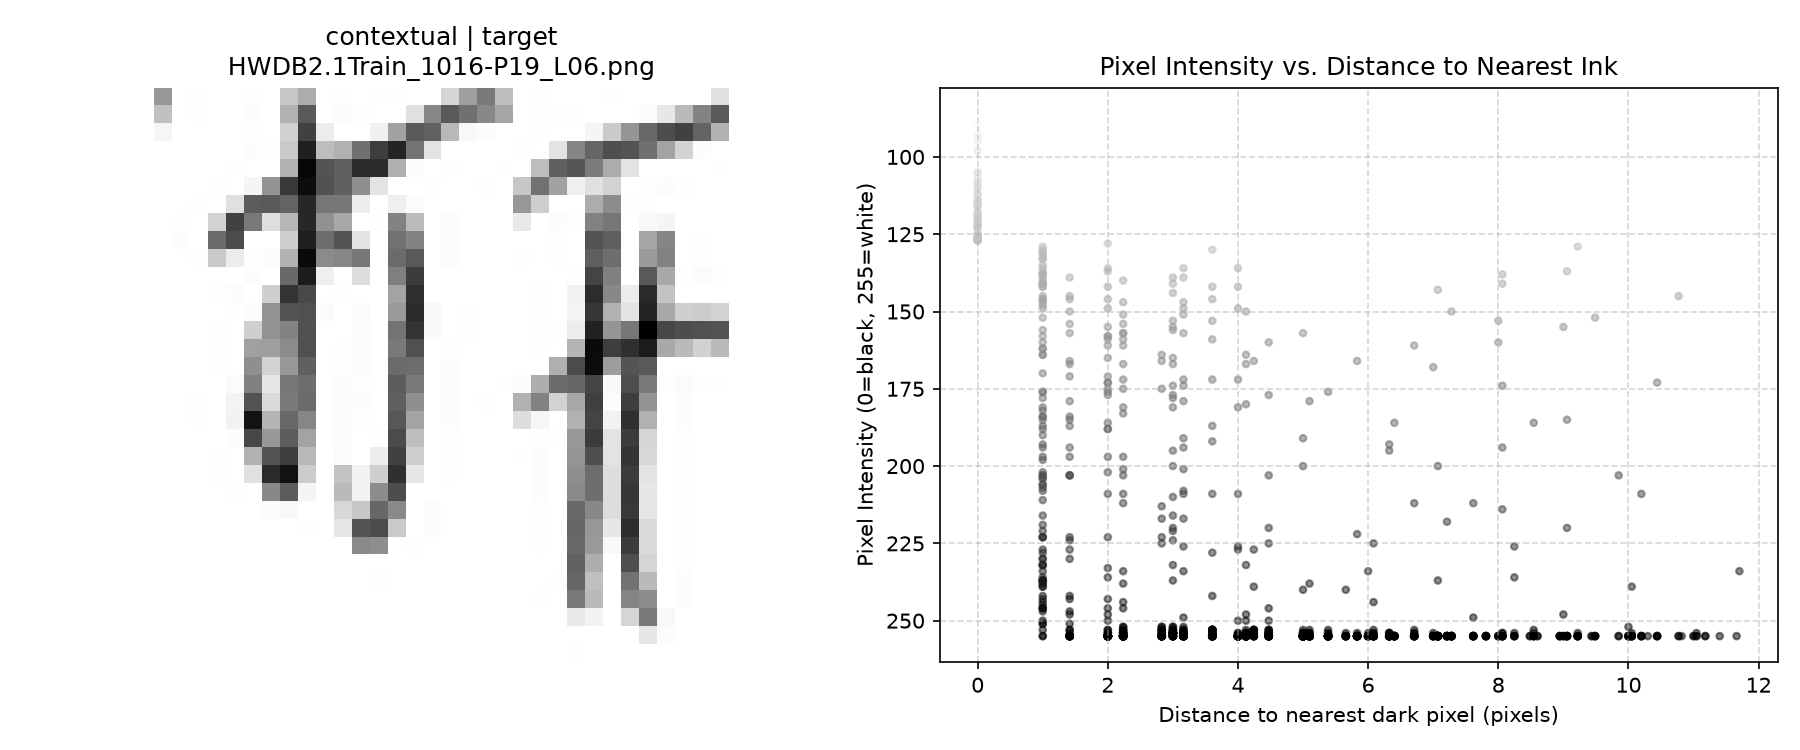 contextual | target
HWDB2.1Train_1016-P19_L06.png
Pixel Intensity vs. Distance to Nearest Ink
Pixel Intensity (0=black, 255=white)
100
125
150
175
200
225
250
0 2 4 6 8 10 12
Distance to nearest dark pixel (pixels)